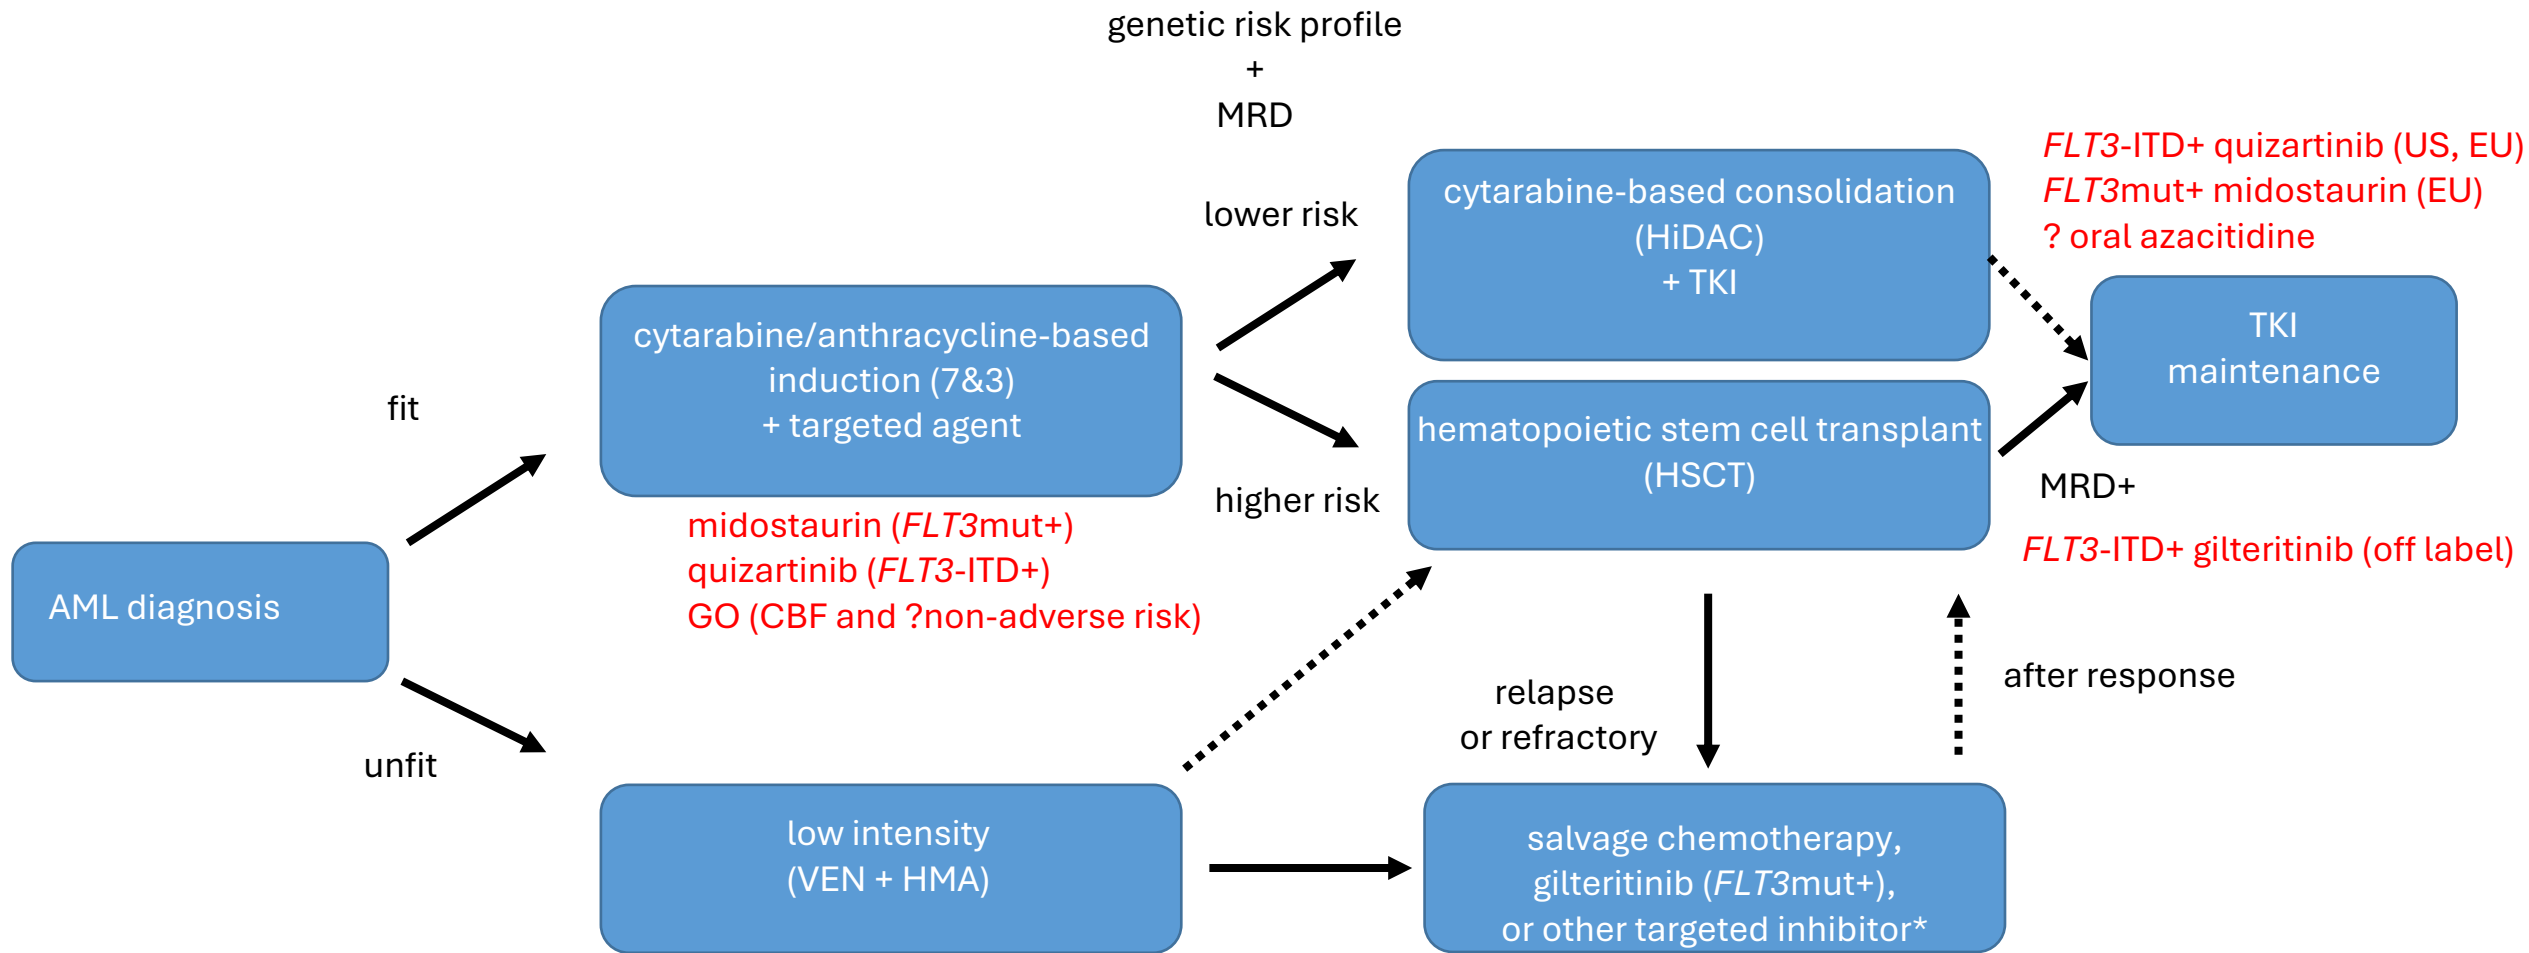 genetic risk profile
+
MRD
FLT3-ITD+ quizartinib (US, EU)
FLT3mut+ midostaurin (EU)
? oral azacitidine
lower risk
cytarabine-based consolidation
(HiDAC)
+ TKI
TKI
maintenance
cytarabine/anthracycline-based
induction (7&3)
+ targeted agent
fit
hematopoietic stem cell transplant
(HSCT)
higher risk
MRD+
midostaurin (FLT3mut+)
quizartinib (FLT3-ITD+)
GO (CBF and ?non-adverse risk)
FLT3-ITD+ gilteritinib (off label)
AML diagnosis
after response
relapse
or refractory
unfit
low intensity
(VEN + HMA)
salvage chemotherapy,
gilteritinib (FLT3mut+),
or other targeted inhibitor*